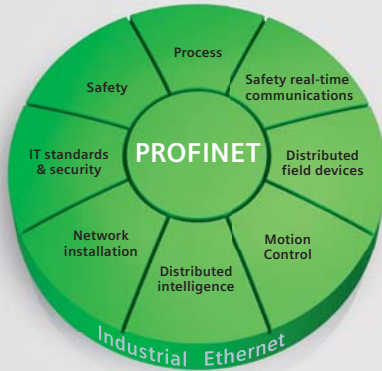 Process
Safety
Safety real-time
communications
IT standards
& security
PROFINET
Distributed
field devices
Network
installation
Motion
Control
Distributed
intelligence
Industrial Ethernet